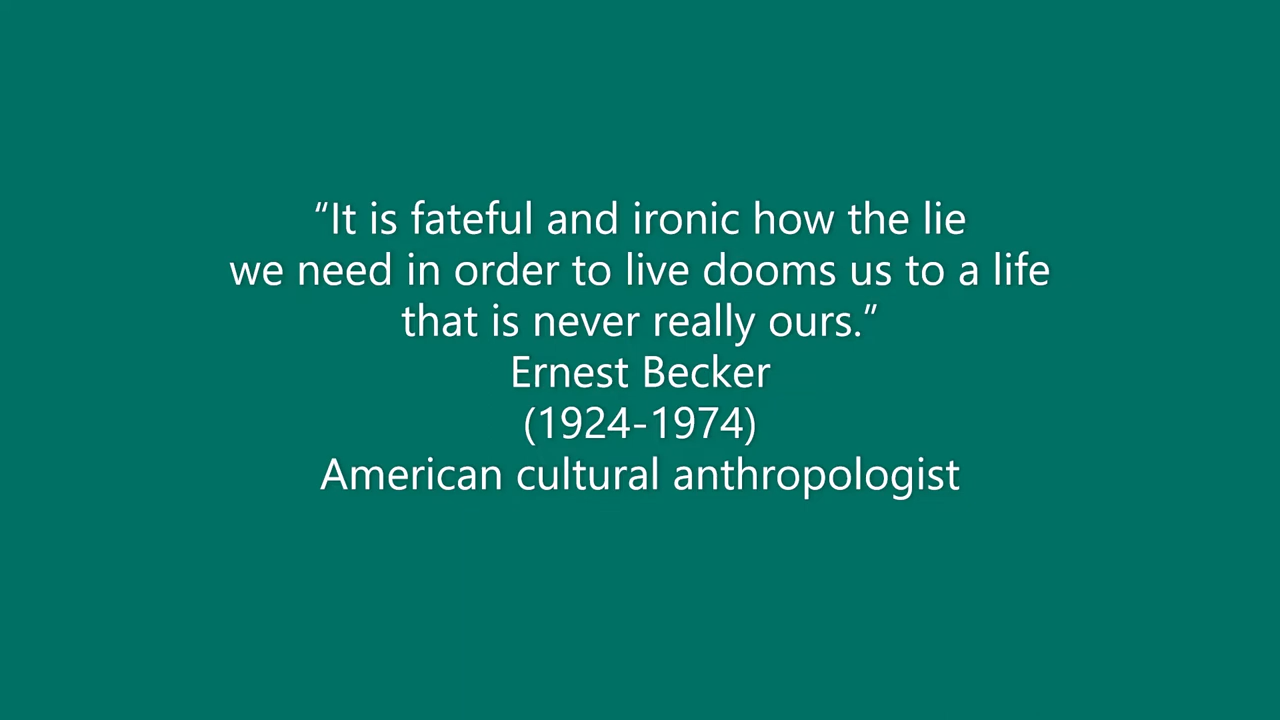 “It is fateful and ironic how the lie
we need in order to live dooms us to a life
that is never really ours.”
Ernest Becker
(1924-1974)
American cultural anthropologist